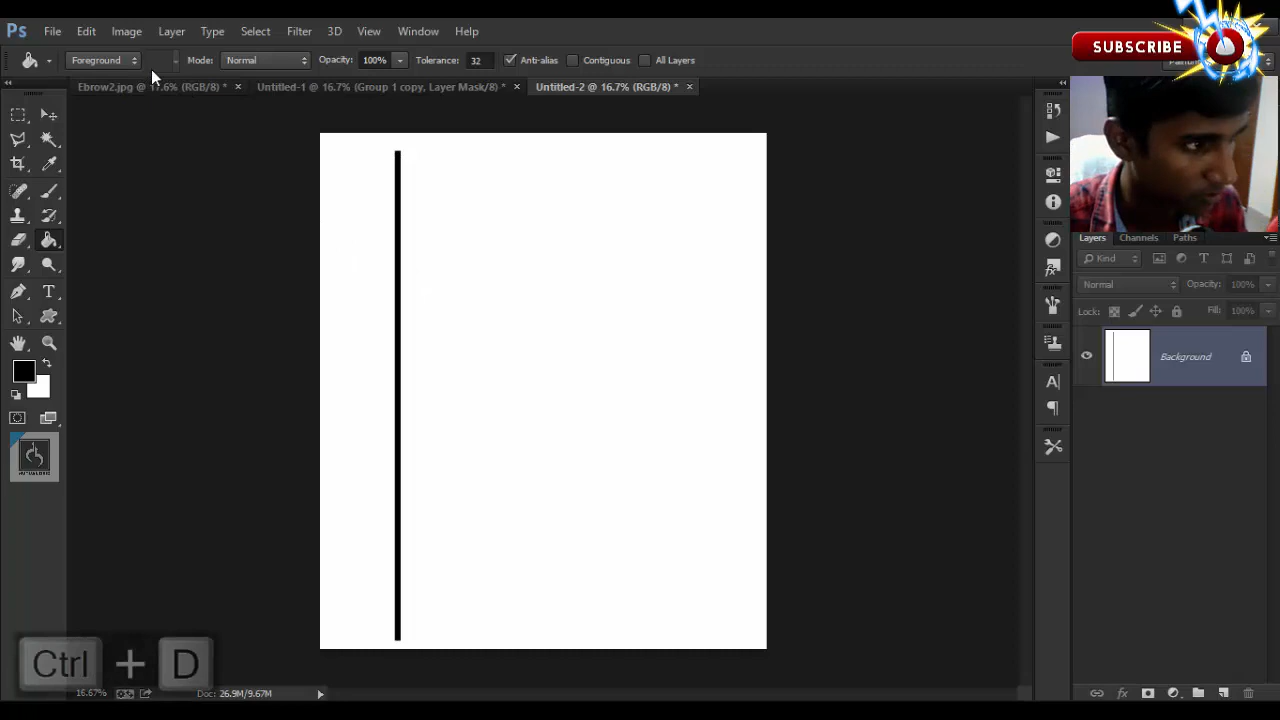 Ps File Edit Image Layer Type Select Filter 3D View Window Help
SUBSCRIBE
Foreground Mode: Normal Opacity: 100% Tolerance: 32 Anti-alias Contiguous All Layers
Ebrow2.jpg @ 17.6% (RGB/8) * × Untitled-1 @ 16.7% (Group 1 copy, Layer Mask/8) * × Untitled-2 @ 16.7% (RGB/8) * ×
Layers Channels Paths
Kind
Normal Opacity: 100%
Lock: Fill: 100%
Background
Ctrl + D
16.67% Doc: 26.9M/9.67M